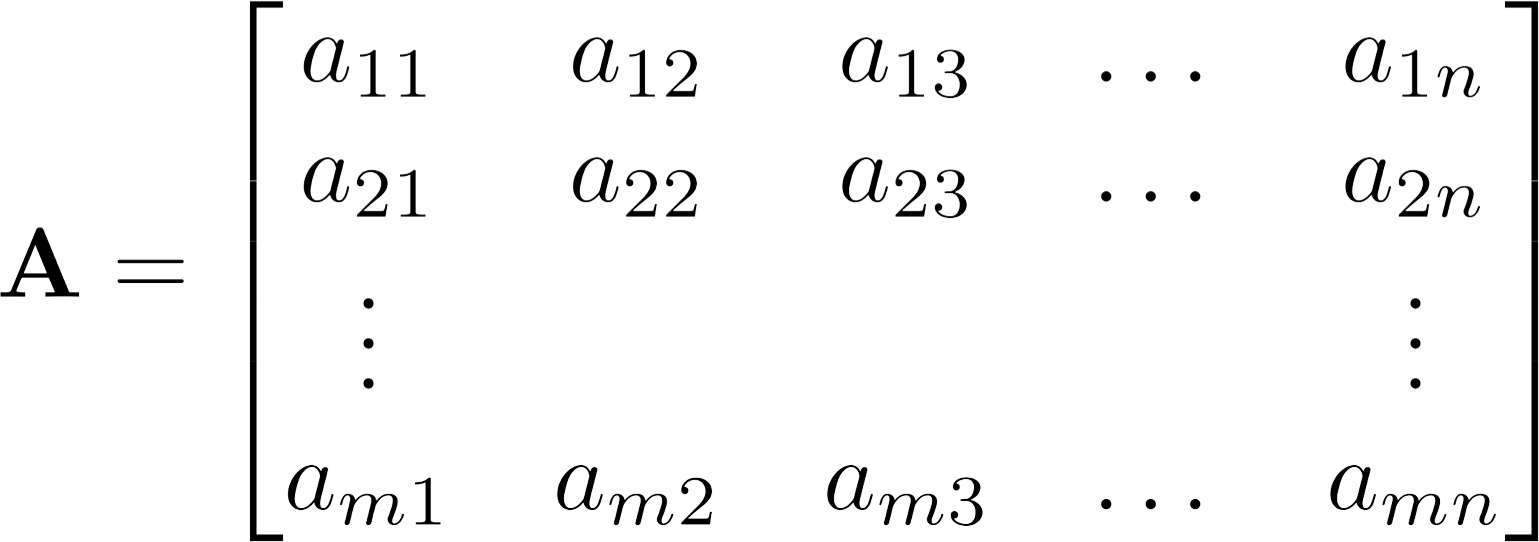 a₁₁ a₁₂ a₁₃ … a₁ₙ
a₂₁ a₂₂ a₂₃ … a₂ₙ
A =
⋮ ⋮
aₘ₁ aₘ₂ aₘ₃ … aₘₙ